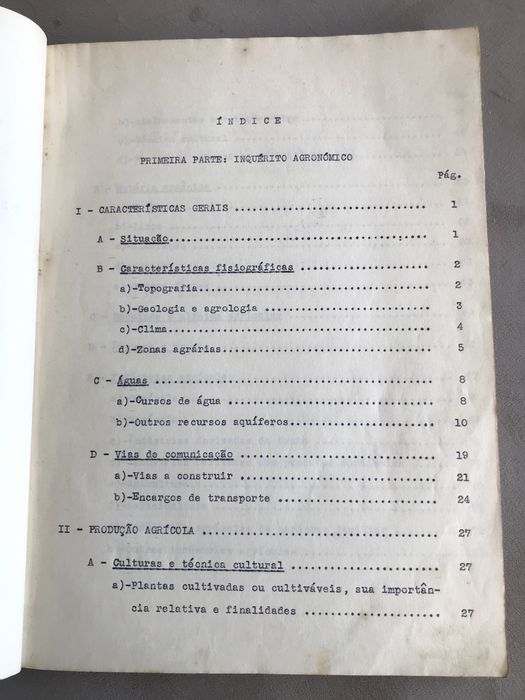 ÍNDICE
PRIMEIRA PARTE: INQUÉRITO AGRONÓMICO
Pág.
I - CARACTERÍSTICAS GERAIS ................................ 1
A - Situação..................................... 1
B - Características fisiográficas ................... 2
a)-Topografia.................................. 2
b)-Geologia e agrologia ......................... 3
c)-Clima....................................... 4
d)-Zonas agrárias............................... 5
C - Águas ......................................... 8
a)-Cursos de água ............................... 8
b)-Outros recursos aquíferos..................... 10
D - Vias de comunicação ............................. 19
a)-Vias a construir ............................. 21
b)-Encargos de transporte ....................... 24
II - PRODUÇÃO AGRÍCOLA .................................. 27
A - Culturas e técnica cultural ...................... 27
a)-Plantas cultivadas ou cultiváveis, sua importân-
cia relativa e finalidades .................... 27